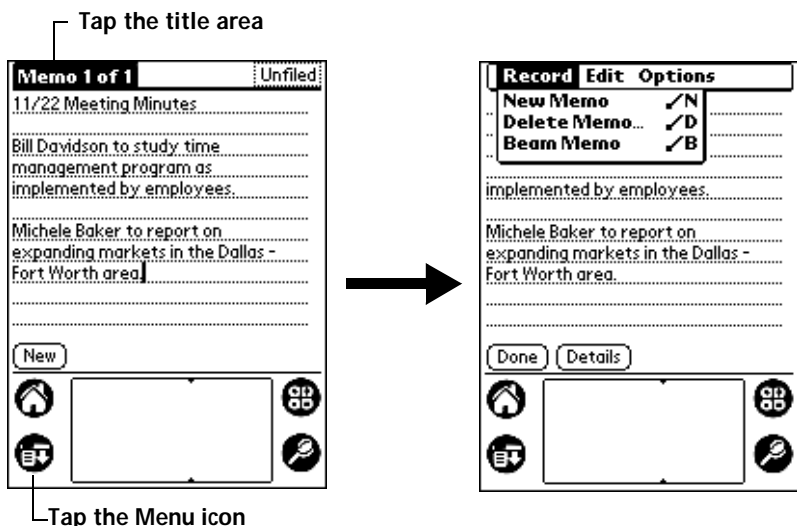 Tap the title area
Memo 1 of 1 Unfiled
11/22 Meeting Minutes
Bill Davidson to study time
management program as
implemented by employees.
Michele Baker to report on
expanding markets in the Dallas -
Fort Worth area.
New
Tap the Menu icon
Record Edit Options
New Memo /N
Delete Memo... /D
Beam Memo /B
implemented by employees.
Michele Baker to report on
expanding markets in the Dallas -
Fort Worth area.
Done Details